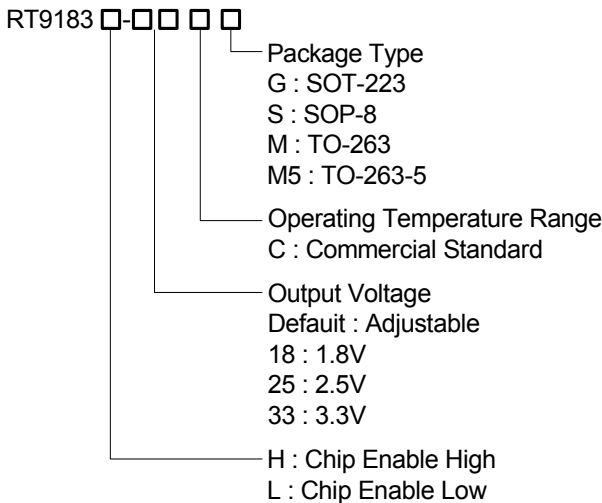 RT9183 □-□□ □ □
Package Type
G : SOT-223
S : SOP-8
M : TO-263
M5 : TO-263-5
Operating Temperature Range
C : Commercial Standard
Output Voltage
Defauit : Adjustable
18 : 1.8V
25 : 2.5V
33 : 3.3V
H : Chip Enable High
L : Chip Enable Low